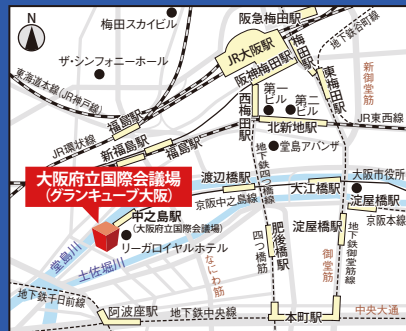 N
梅田スカイビル
阪急梅田駅
地下鉄谷町線
ザ・シンフォニーホール
JR大阪駅
梅田駅
東海道本線(JR神戸線)
阪神梅田駅
東梅田駅
新御堂筋
西梅田駅
第一
ビル
第二
ビル
福島駅
北新地駅
JR東西線
JR環状線
新福島駅
福島駅
堂島アバンザ
地下鉄四つ橋線
大阪府立国際会議場
(グランキューブ大阪)
渡辺橋駅
大江橋駅
大阪市役所
京阪中之島線
淀屋橋駅
中之島駅
(大阪府立国際会議場)
京阪本線
リーガロイヤルホテル
肥後橋駅
淀屋橋駅
堂島川
土佐堀川
なにわ筋
四つ橋筋
御堂筋
地下鉄御堂筋線
地下鉄千日前線
阿波座駅
地下鉄中央線
本町駅
中央大通